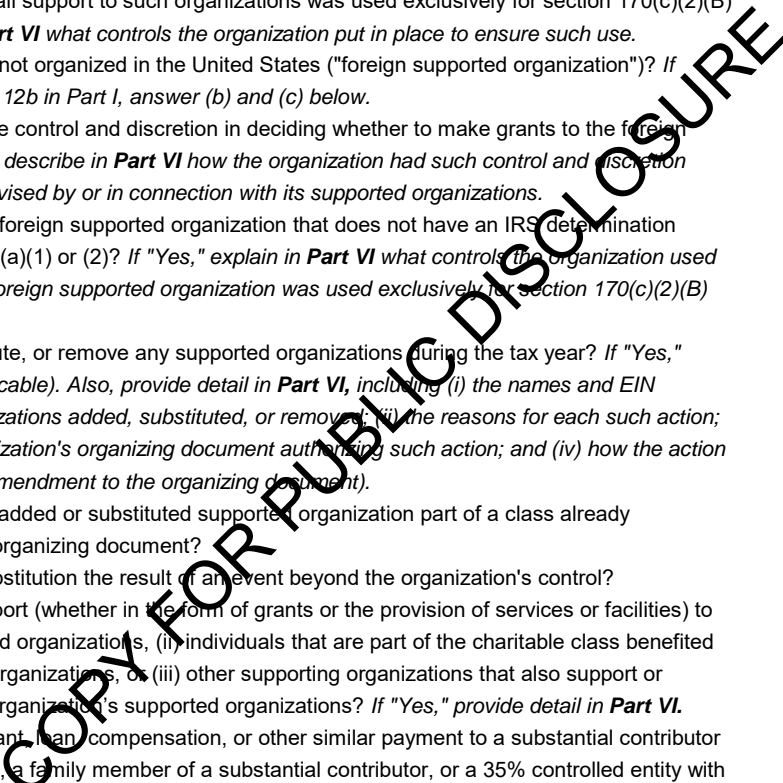 all support to such organizations was used exclusively for section 170(c)(2)(B)
rt VI what controls the organization put in place to ensure such use.
not organized in the United States ("foreign supported organization")? If
12b in Part I, answer (b) and (c) below.
e control and discretion in deciding whether to make grants to the foreign
describe in Part VI how the organization had such control and discretion
vised by or in connection with its supported organizations.
foreign supported organization that does not have an IRS determination
(a)(1) or (2)? If "Yes," explain in Part VI what controls the organization used
oreign supported organization was used exclusively for section 170(c)(2)(B)
ute, or remove any supported organizations during the tax year? If "Yes,"
cable). Also, provide detail in Part VI, including (i) the names and EIN
zations added, substituted, or removed; (ii) the reasons for each such action;
ization's organizing document authorizing such action; and (iv) how the action
mendment to the organizing document).
added or substituted supported organization part of a class already
organizing document?
bstitution the result of an event beyond the organization's control?
port (whether in the form of grants or the provision of services or facilities) to
d organizations, (ii) individuals that are part of the charitable class benefited
rganizations, or (iii) other supporting organizations that also support or
rganization's supported organizations? If "Yes," provide detail in Part VI.
ant, loan, compensation, or other similar payment to a substantial contributor
, a family member of a substantial contributor, or a 35% controlled entity with
COPY FOR PUBLIC DISCLOSURE